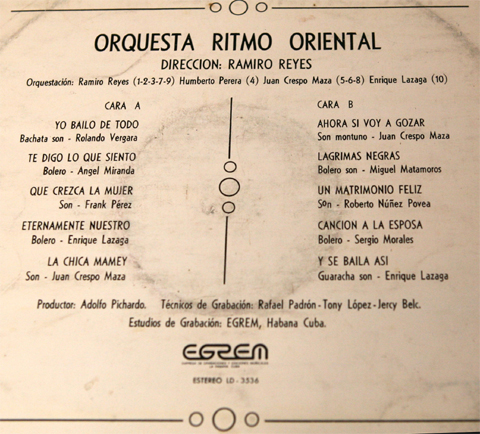 ORQUESTA RITMO ORIENTAL
DIRECCION: RAMIRO REYES
Orquestación: Ramiro Reyes (1-2-3-7-9) Humberto Perera (4) Juan Crespo Maza (5-6-8) Enrique Lazaga (10)
CARA A
YO BAILO DE TODO
Bachata son - Rolando Vergara
TE DIGO LO QUE SIENTO
Bolero - Angel Miranda
QUE CREZCA LA MUJER
Son - Frank Pérez
ETERNAMENTE NUESTRO
Bolero - Enrique Lazaga
LA CHICA MAMEY
Son - Juan Crespo Maza
CARA B
AHORA SI VOY A GOZAR
Son montuno - Juan Crespo Maza
LAGRIMAS NEGRAS
Bolero son - Miguel Matamoros
UN MATRIMONIO FELIZ
Son - Roberto Núñez Povea
CANCION A LA ESPOSA
Bolero - Sergio Morales
Y SE BAILA ASI
Guaracha son - Enrique Lazaga
Productor: Adolfo Pichardo. Técnicos de Grabación: Rafael Padrón - Tony López - Jercy Belc.
Estudios de Grabación: EGREM, Habana Cuba.
EGREM
ESTEREO LD - 3536